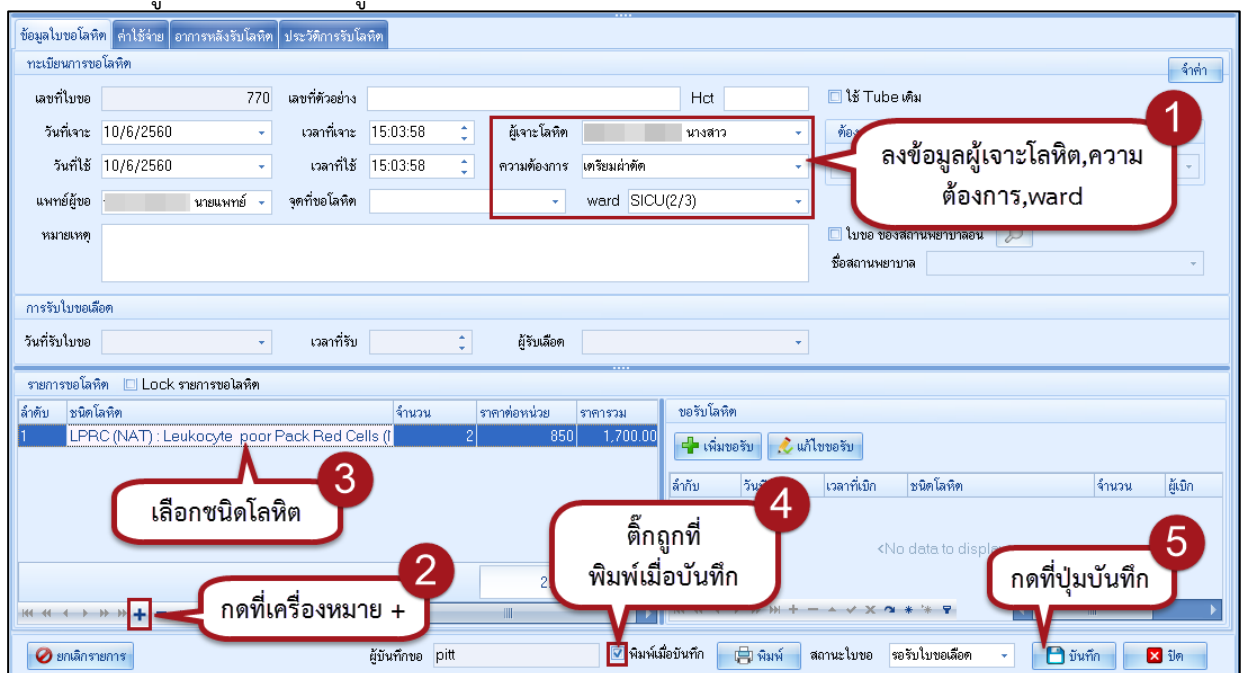 ข้อมูลใบขอโลหิต ค่าใช้จ่าย อาการหลังรับโลหิต ประวัติการรับโลหิต
ทะเบียนการขอโลหิต
จำค่า
เลขที่ใบขอ 770 เลขที่ตัวอย่าง Hct ใช้ Tube เดิม
1
วันที่เจาะ 10/6/2560 เวลาที่เจาะ 15:03:58 ผู้เจาะโลหิต นางสาว
ลงข้อมูลผู้เจาะโลหิต,ความ
ต้องการ,ward
วันที่ใช้ 10/6/2560 เวลาที่ใช้ 15:03:58 ความต้องการ เตรียมผ่าตัด
แพทย์ผู้ขอ นายแพทย์ จุดที่ขอโลหิต ward SICU(2/3)
หมายเหตุ ใบขอ ของสถานพยาบาลอื่น
ชื่อสถานพยาบาล
การรับใบขอเลือด
วันที่รับใบขอ เวลาที่รับ ผู้รับเลือด
รายการขอโลหิต Lock รายการขอโลหิต
ลำดับ ชนิดโลหิต จำนวน ราคาต่อหน่วย ราคารวม ขอรับโลหิต
1 LPRC (NAT) : Leukocyte poor Pack Red Cells (I 2 850 1,700.00
เพิ่มขอรับ แก้ไขขอรับ
ลำกับ เวลาที่เบิก ชนิดโลหิต จำนวน ผู้เบิก
3
เลือกชนิดโลหิต
4
ติ๊กถูกที่
พิมพ์เมื่อบันทึก
<No data to displ
5
กดที่ปุ่มบันทึก
2
กดที่เครื่องหมาย +
ยกเลิกรายการ ผู้บันทึกขอ pitt พิมพ์เมื่อบันทึก พิมพ์ สถานะใบขอ รอรับใบขอเลือด บันทึก ปิด